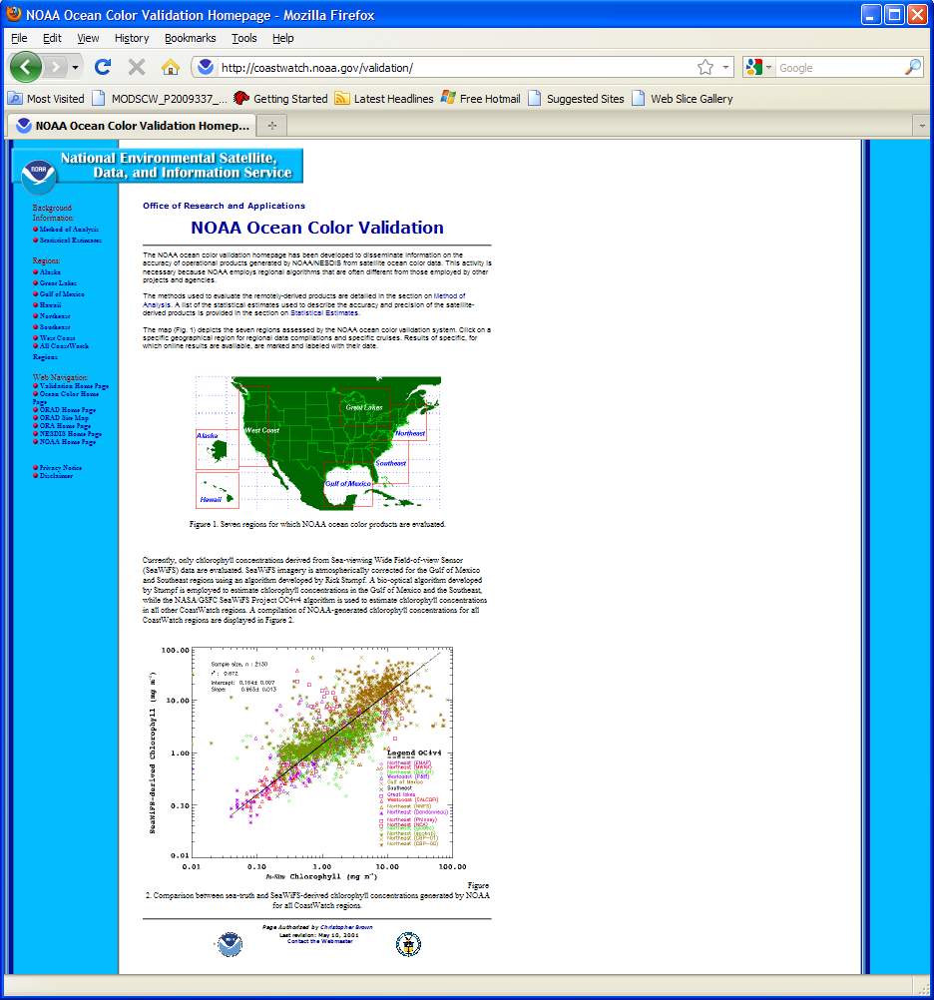 NOAA Ocean Color Validation Homepage - Mozilla Firefox
File Edit View History Bookmarks Tools Help
http://coastwatch.noaa.gov/validation/
Google
Most Visited MODSCW_P2009337_... Getting Started Latest Headlines Free Hotmail Suggested Sites Web Slice Gallery
NOAA Ocean Color Validation Homep...
NOAA
National Environmental Satellite,
Data, and Information Service
Background
Information:
Method of Analysis
Statistical Estimates
Regions:
Alaska
Great Lakes
Gulf of Mexico
Hawaii
Northeast
Southeast
West Coast
All CoastWatch
Regions
Web Navigation:
Validation Home Page
Ocean Color Home
Page
ORAD Home Page
ORAD Site Map
ORA Home Page
NESDIS Home Page
NOAA Home Page
Privacy Notice
Disclaimer
Office of Research and Applications
NOAA Ocean Color Validation
The NOAA ocean color validation homepage has been developed to disseminate information on the
accuracy of operational products generated by NOAA/NESDIS from satellite ocean color data. This activity is
necessary because NOAA employs regional algorithms that are often different from those employed by other
projects and agencies.
The methods used to evaluate the remotely-derived products are detailed in the section on Method of
Analysis. A list of the statistical estimates used to describe the accuracy and precision of the satellite-
derived products is provided in the section on Statistical Estimates.
The map (Fig. 1) depicts the seven regions assessed by the NOAA ocean color validation system. Click on a
specific geographical region for regional data compilations and specific cruises. Results of specific, for
which online results are available, are marked and labeled with their date.
Great Lakes
West Coast
Northeast
Alaska
Southeast
Gulf of Mexico
Hawaii
Figure 1. Seven regions for which NOAA ocean color products are evaluated.
Currently, only chlorophyll concentrations derived from Sea-viewing Wide Field-of-view Sensor
(SeaWiFS) data are evaluated. SeaWiFS imagery is atmospherically corrected for the Gulf of Mexico
and Southeast regions using an algorithm developed by Rick Stumpf. A bio-optical algorithm developed
by Stumpf is employed to estimate chlorophyll concentrations in the Gulf of Mexico and the Southeast,
while the NASA/GSFC SeaWiFS Project OC4v4 algorithm is used to estimate chlorophyll concentrations
in all other CoastWatch regions. A compilation of NOAA-generated chlorophyll concentrations for all
CoastWatch regions are displayed in Figure 2.
SeaWiFS-derived Chlorophyll (mg m⁻³)
100.00
10.00
1.00
0.10
0.01
Sample size, n : 2130
r² : 0.672
Intercept: 0.164± 0.007
Slope: 0.963± 0.013
Legend OC4v4
Northeast (EMAP)
Gulf of Mexico
Southeast
Great lakes
Westcoast (CALCOFI)
Northeast (NMFS)
Northeast (Dandonneau)
Northeast (Phinney)
Northeast (CBP-01)
Northeast (CBP-00)
0.01 0.10 1.00 10.00 100.00
In-Situ Chlorophyll (mg m⁻³)
Figure
2. Comparison between sea-truth and SeaWiFS-derived chlorophyll concentrations generated by NOAA
for all CoastWatch regions.
Page Authorized by Christopher Brown
Last revision: May 10, 2001
Contact the Webmaster